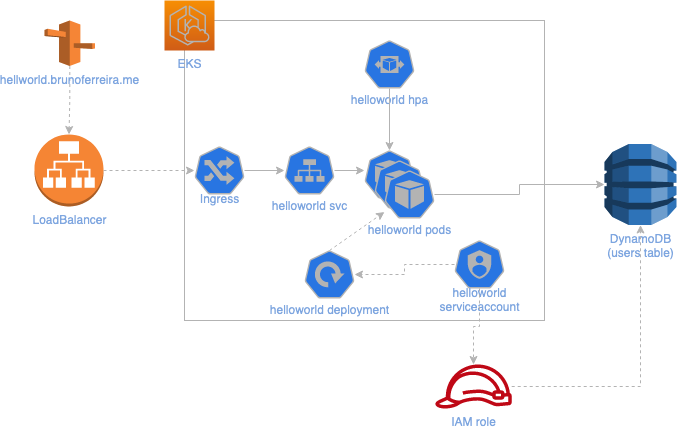 EKS
hellworld.brunoferreira.me
helloworld hpa
LoadBalancer
Ingress
helloworld svc
helloworld pods
DynamoDB
(users table)
helloworld deployment
helloworld
serviceaccount
IAM role